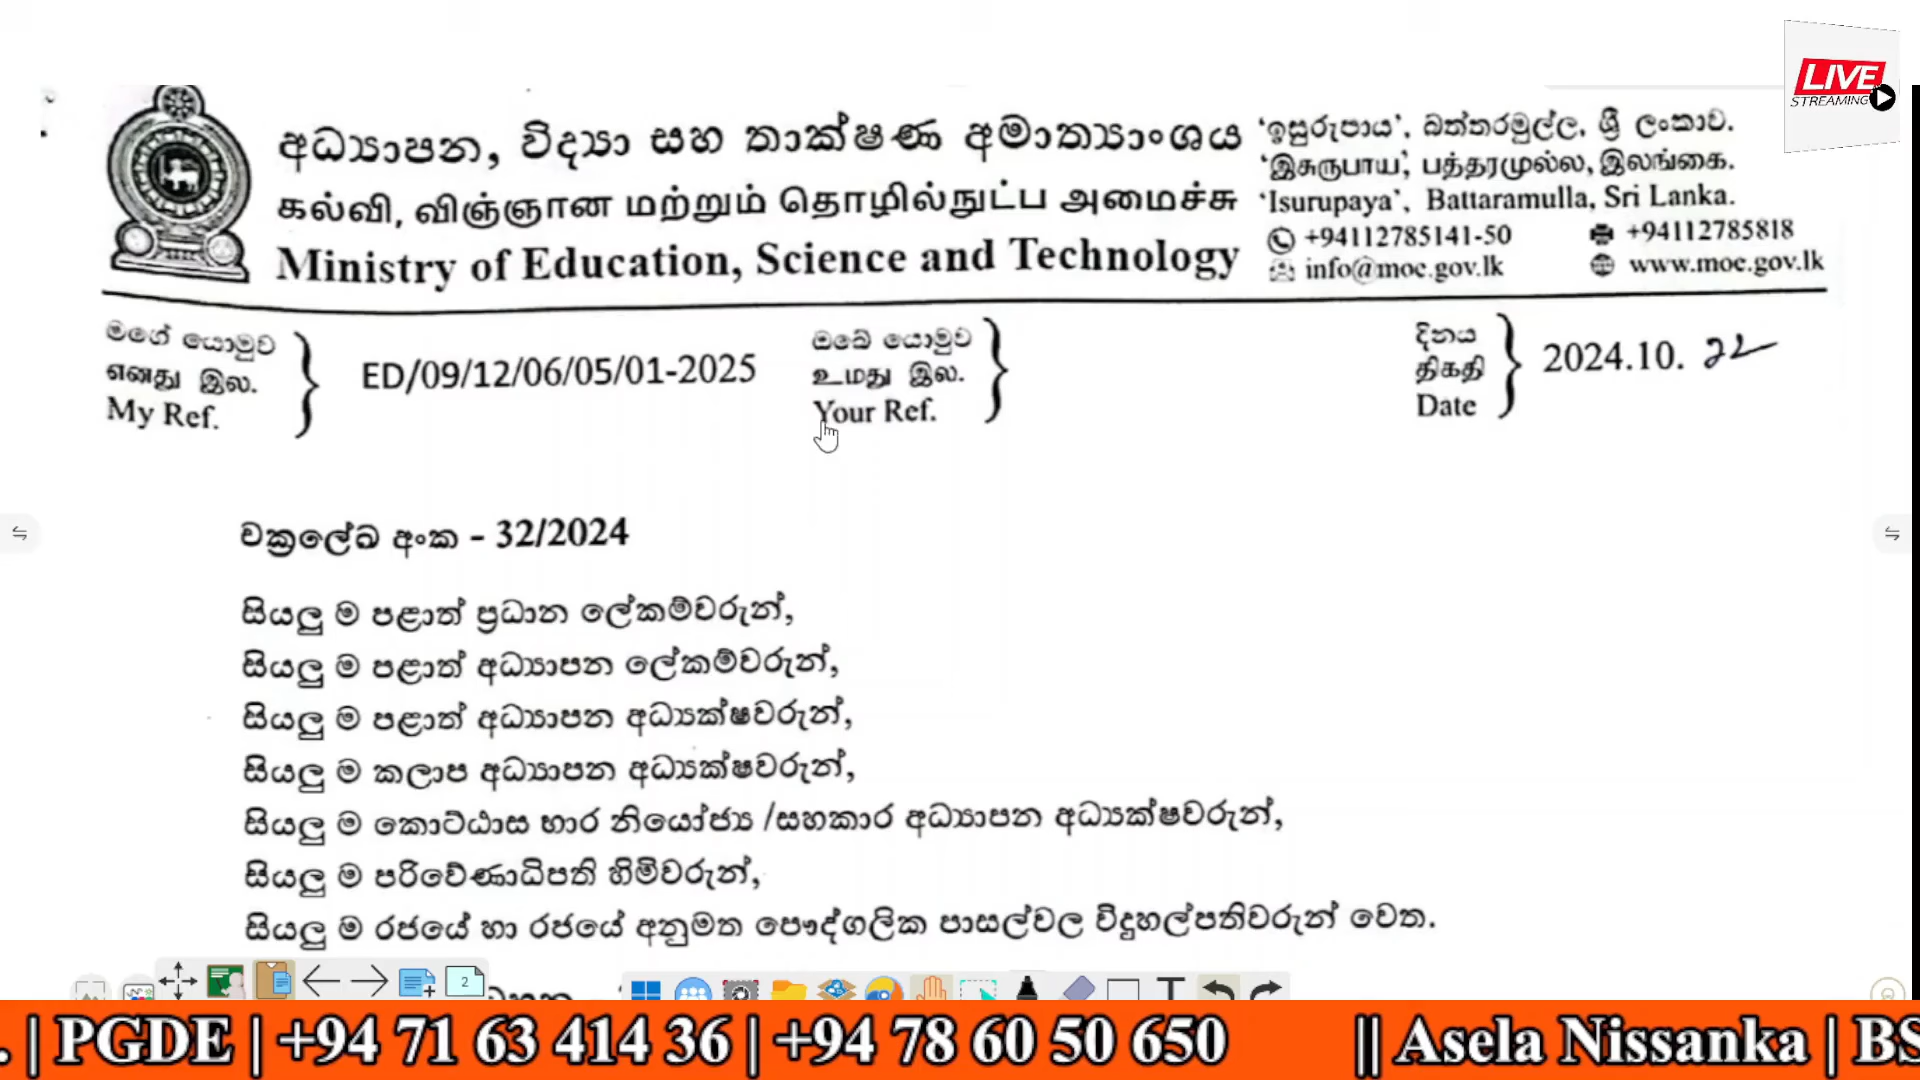 LIVE
STREAMING
අධ්‍යාපන, විද්‍යා සහ තාක්ෂණ අමාත්‍යාංශය
கல்வி, விஞ்ஞான மற்றும் தொழில்நுட்ப அமைச்சு
Ministry of Education, Science and Technology
‘ඉසුරුපාය’, බත්තරමුල්ල, ශ්‍රී ලංකාව.
‘இசுருபாய’, பத்தரமுல்ல, இலங்கை.
‘Isurupaya’, Battaramulla, Sri Lanka.
+94112785141-50 +94112785818
info@moe.gov.lk www.moe.gov.lk
මගේ යොමුව
எனது இல.
My Ref.
ED/09/12/06/05/01-2025
ඔබේ යොමුව
உமது இல.
Your Ref.
දිනය
திகதி
Date
2024.10. 22
චක්‍රලේඛ අංක - 32/2024
සියලු ම පළාත් ප්‍රධාන ලේකම්වරුන්,
සියලු ම පළාත් අධ්‍යාපන ලේකම්වරුන්,
සියලු ම පළාත් අධ්‍යාපන අධ්‍යක්ෂවරුන්,
සියලු ම කලාප අධ්‍යාපන අධ්‍යක්ෂවරුන්,
සියලු ම කොට්ඨාස භාර නියෝජ්‍ය /සහකාර අධ්‍යාපන අධ්‍යක්ෂවරුන්,
සියලු ම පරිවේණාධිපති හිමිවරුන්,
සියලු ම රජයේ හා රජයේ අනුමත පෞද්ගලික පාසල්වල විදුහල්පතිවරුන් වෙත.
2
. | PGDE | +94 71 63 414 36 | +94 78 60 50 650 || Asela Nissanka | BS